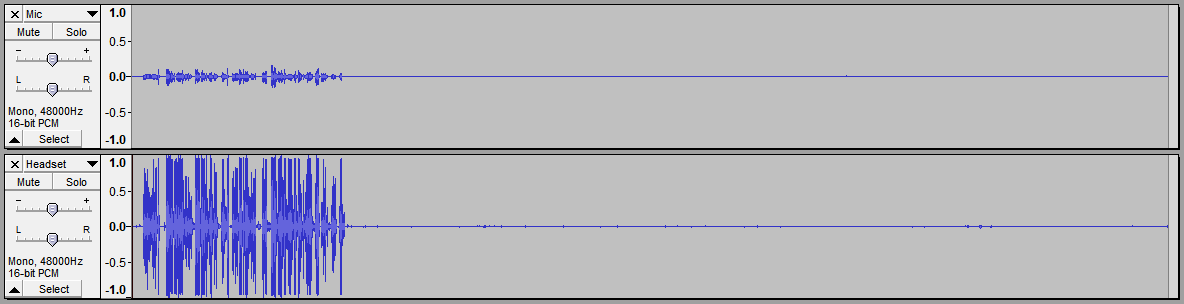 Mic
Mute Solo
- +
L R
Mono, 48000Hz
16-bit PCM
Select
1.0
0.5
0.0
-0.5
-1.0
Headset
Mute Solo
- +
L R
Mono, 48000Hz
16-bit PCM
Select
1.0
0.5
0.0
-0.5
-1.0